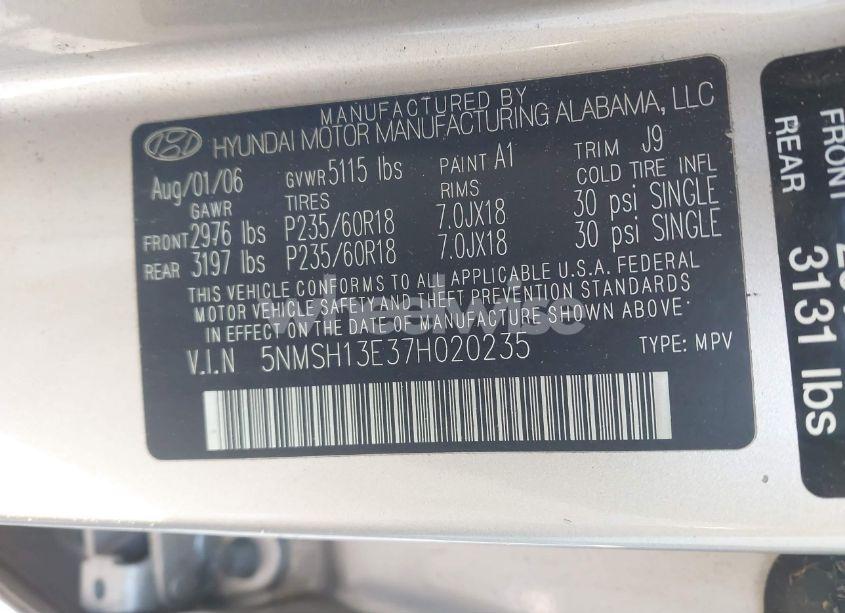 MANUFACTURED BY
HYUNDAI MOTOR MANUFACTURING ALABAMA, LLC
Aug/01/06 GVWR 5115 lbs PAINT A1 TRIM J9
GAWR TIRES RIMS COLD TIRE INFL
FRONT 2976 lbs P235/60R18 7.0JX18 30 psi SINGLE
REAR 3197 lbs P235/60R18 7.0JX18 30 psi SINGLE
THIS VEHICLE CONFORMS TO ALL APPLICABLE U.S.A. FEDERAL
MOTOR VEHICLE SAFETY AND THEFT PREVENTION STANDARDS
IN EFFECT ON THE DATE OF MANUFACTURE SHOWN ABOVE.
wheelwise
V.I.N 5NMSH13E37H020235 TYPE: MPV
FRONT
REAR 3131 lbs